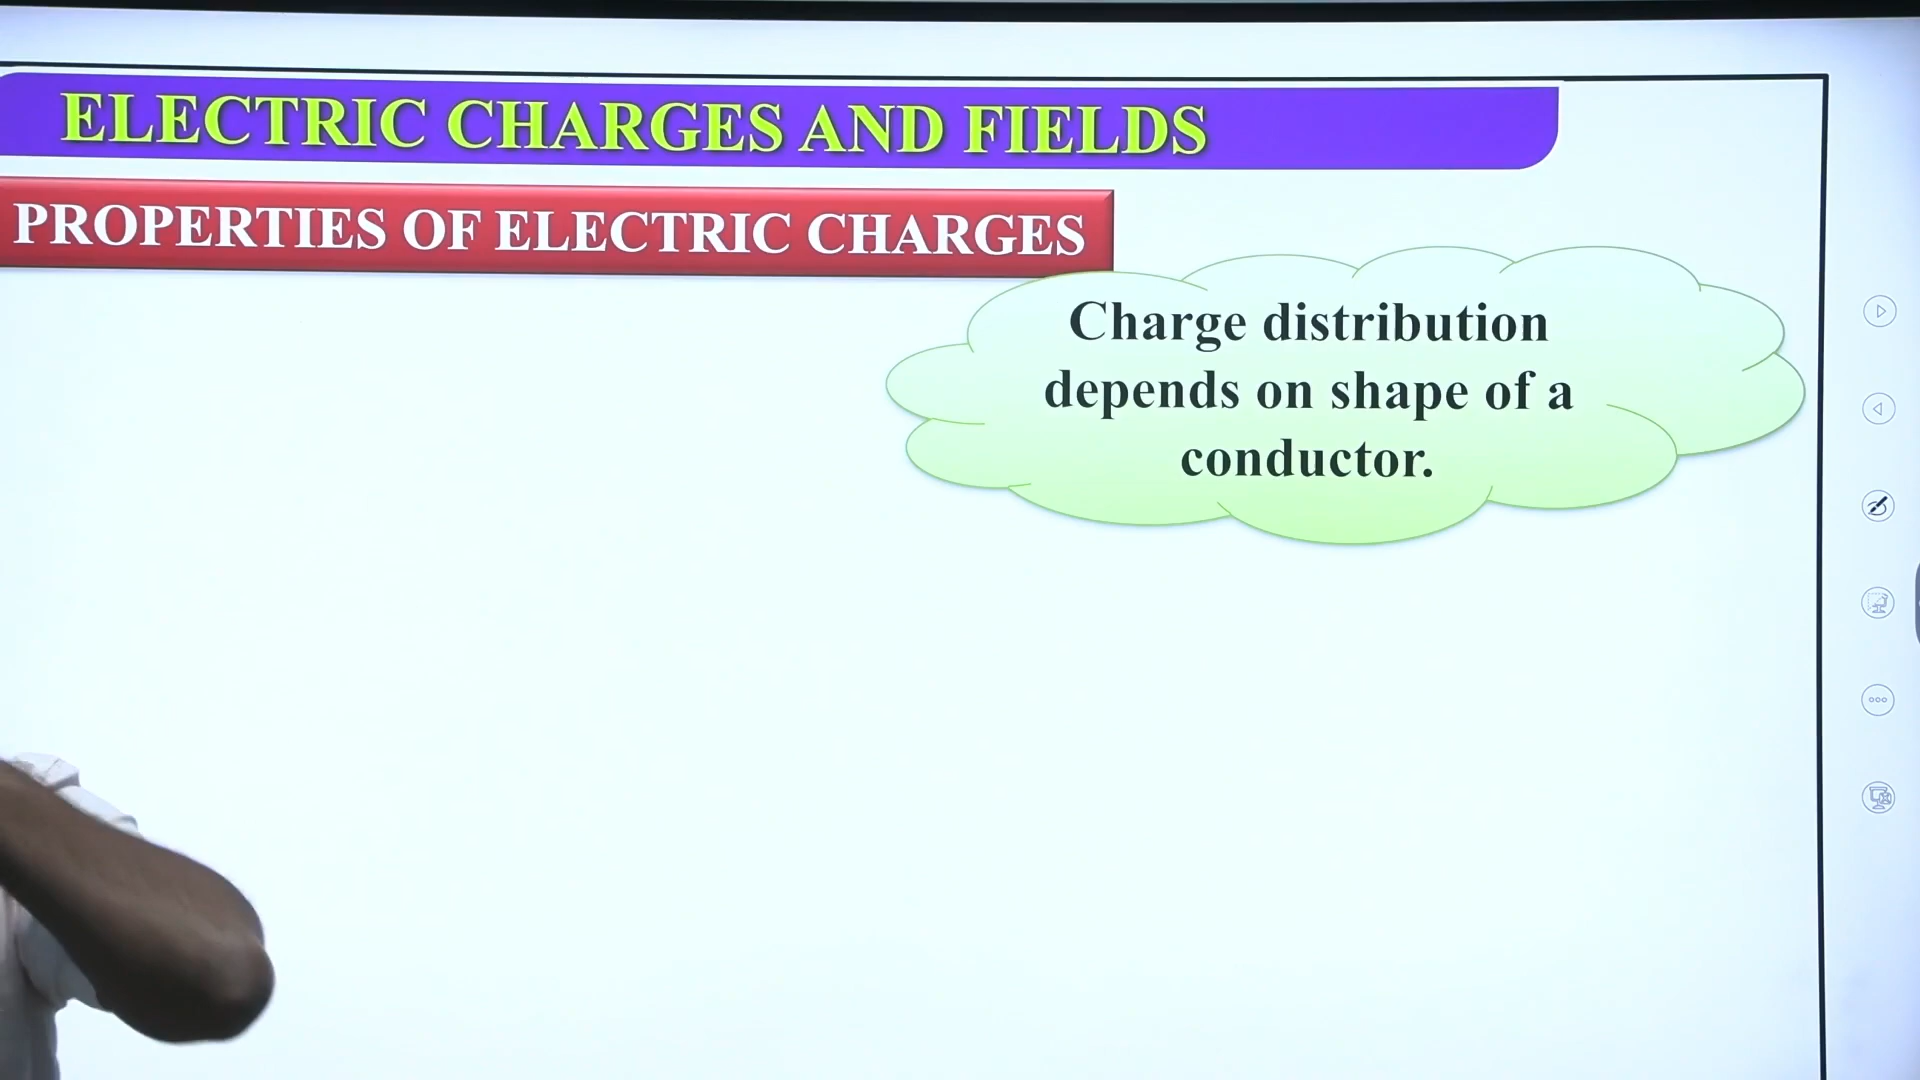 ELECTRIC CHARGES AND FIELDS
PROPERTIES OF ELECTRIC CHARGES
Charge distribution
depends on shape of a
conductor.